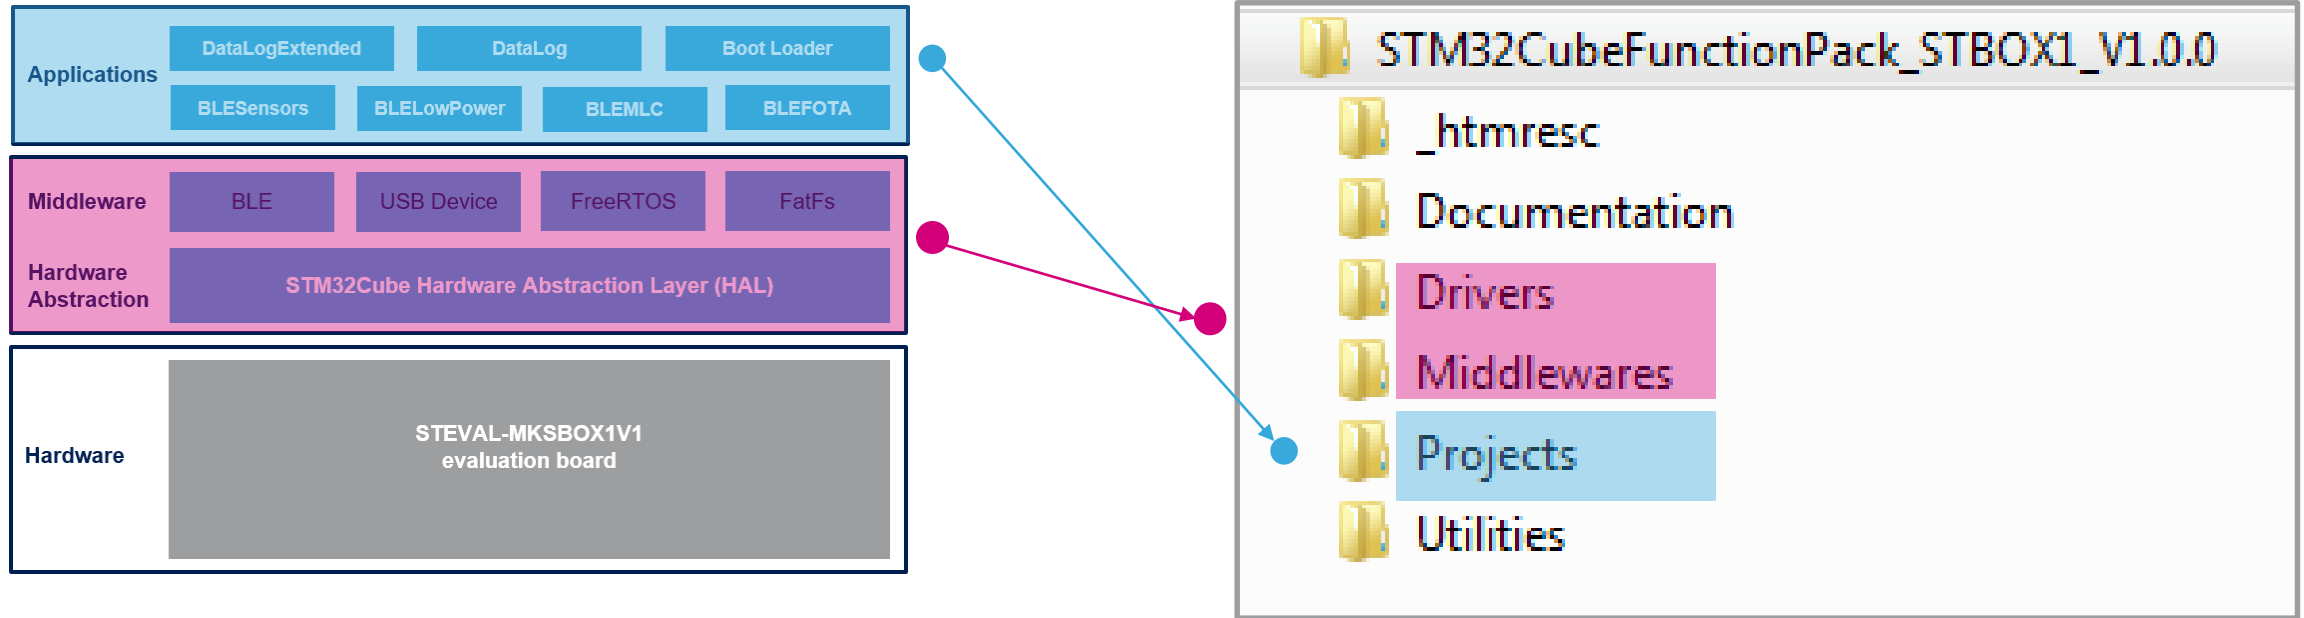 Applications
DataLogExtended
DataLog
Boot Loader
BLESensors
BLELowPower
BLEMLC
BLEFOTA
Middleware
BLE
USB Device
FreeRTOS
FatFs
Hardware
Abstraction
STM32Cube Hardware Abstraction Layer (HAL)
Hardware
STEVAL-MKSBOX1V1
evaluation board
STM32CubeFunctionPack_STBOX1_V1.0.0
_htmresc
Documentation
Drivers
Middlewares
Projects
Utilities